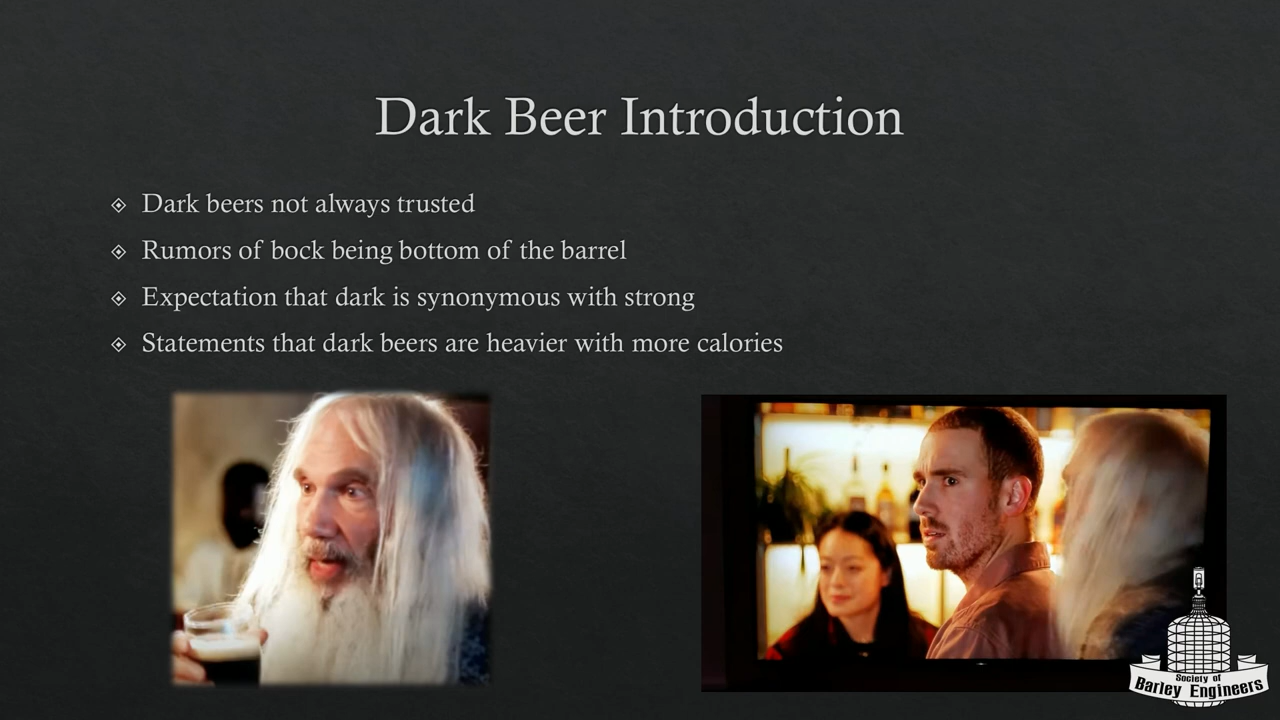 Dark Beer Introduction
Dark beers not always trusted
Rumors of bock being bottom of the barrel
Expectation that dark is synonymous with strong
Statements that dark beers are heavier with more calories
Society of
Barley Engineers